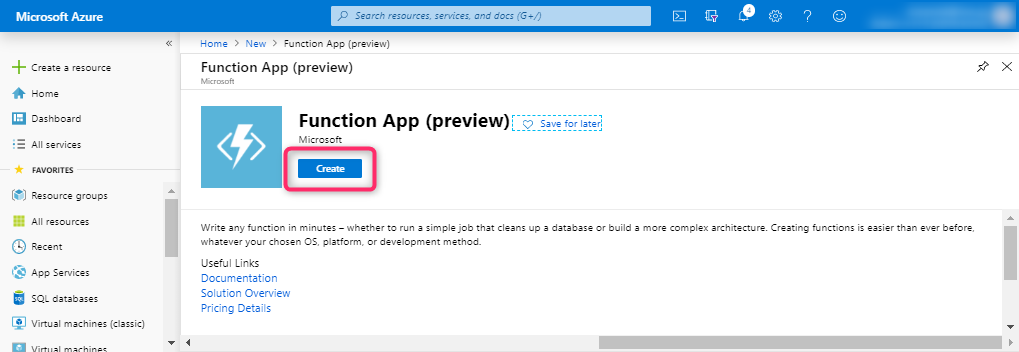 Microsoft Azure
Search resources, services, and docs (G+/)
4
«
Create a resource
Home
Dashboard
All services
FAVORITES
Resource groups
All resources
Recent
App Services
SQL databases
Virtual machines (classic)
Virtual machines
Home > New > Function App (preview)
Function App (preview)
Microsoft
Function App (preview)
Save for later
Microsoft
Create
Write any function in minutes – whether to run a simple job that cleans up a database or build a more complex architecture. Creating functions is easier than ever before,
whatever your chosen OS, platform, or development method.
Useful Links
Documentation
Solution Overview
Pricing Details